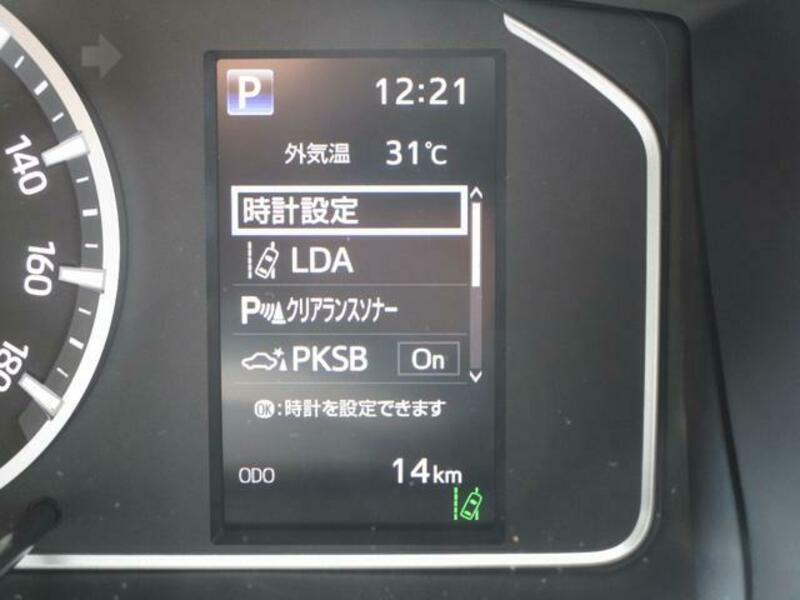 P 12:21
外気温 31℃
時計設定
LDA
P クリアランスソナー
PKSB On
OK:時計を設定できます
ODO 14km
140
160
180